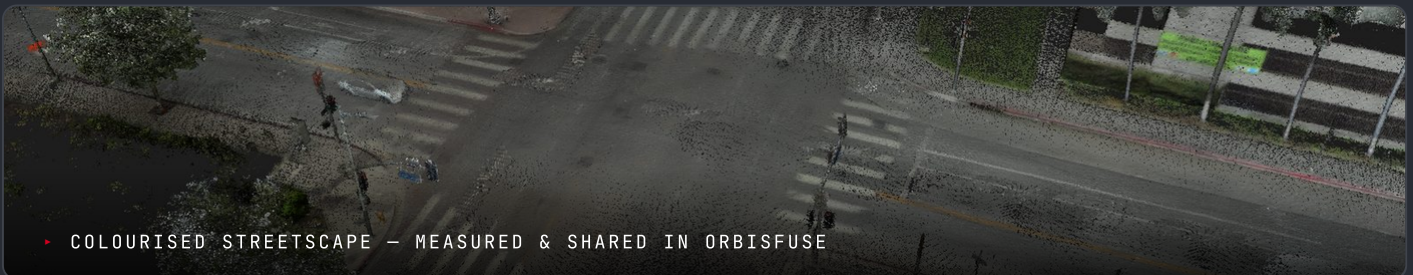 COLOURISED STREETSCAPE — MEASURED & SHARED IN ORBISFUSE